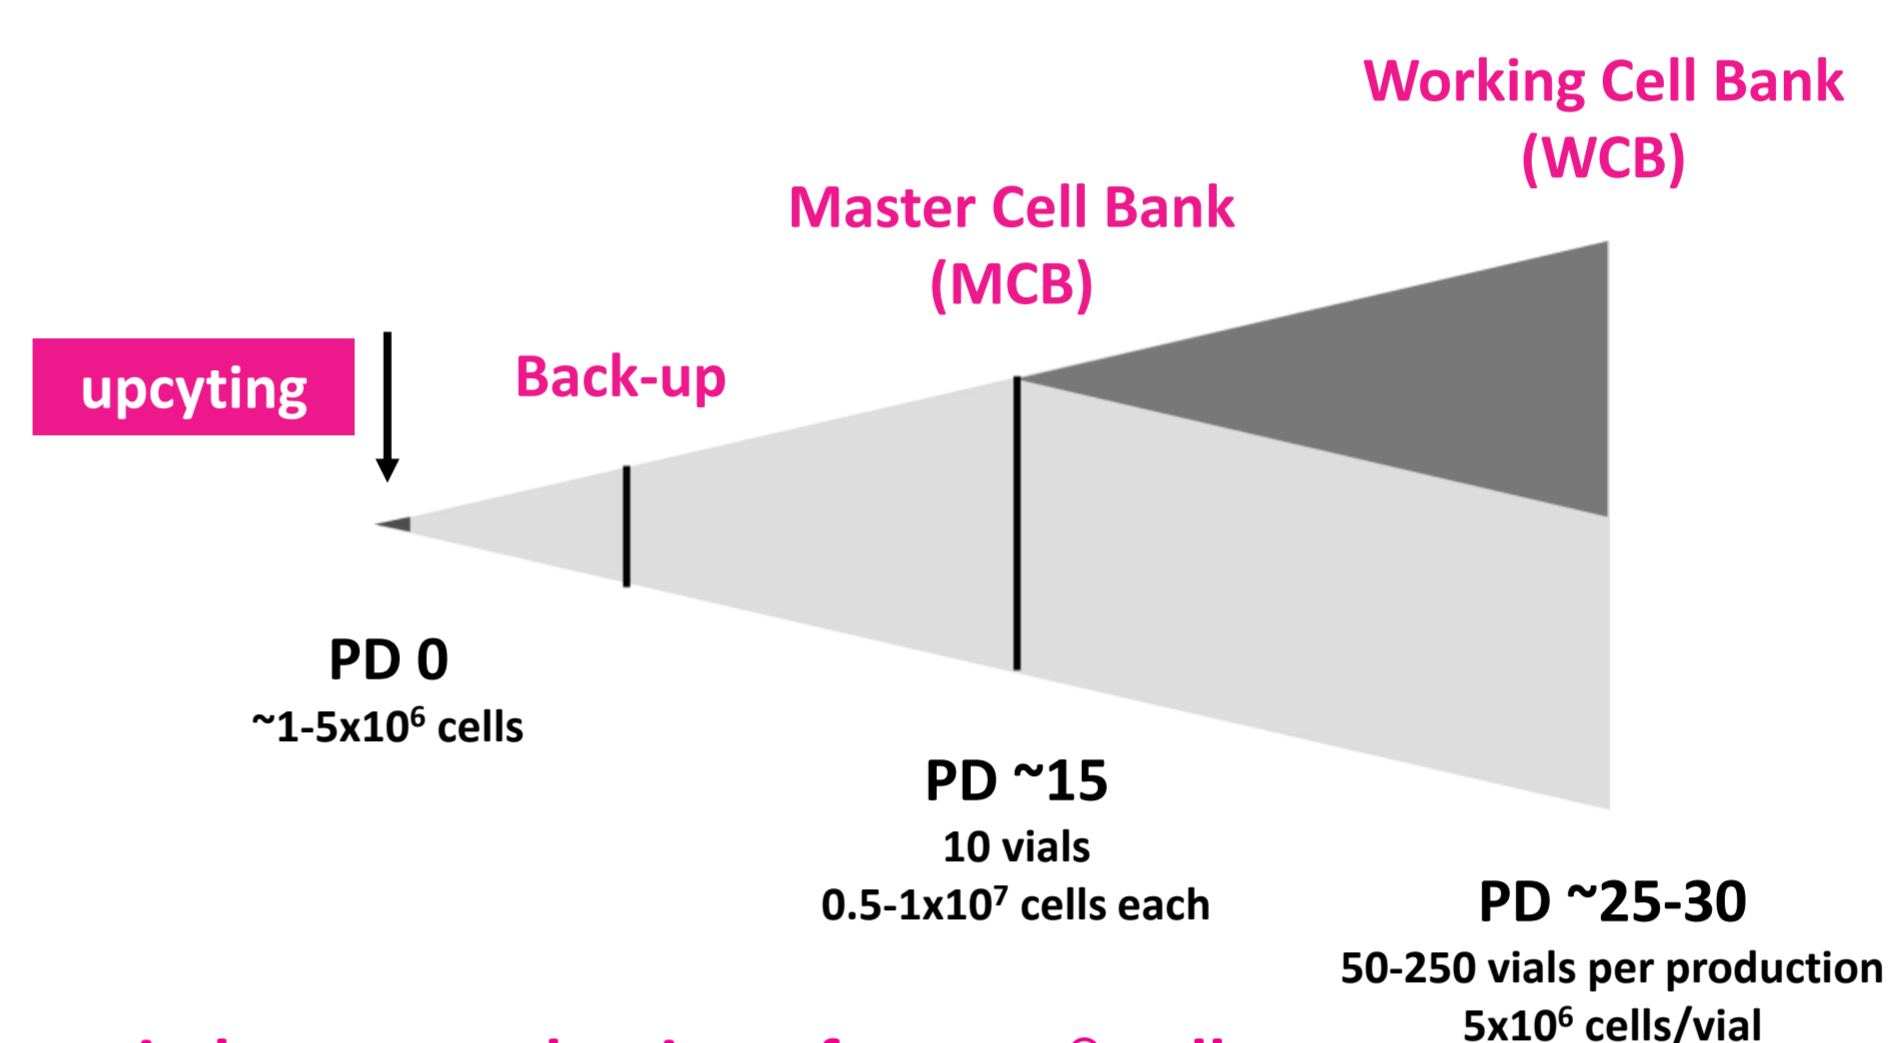 Working Cell Bank
(WCB)
Master Cell Bank
(MCB)
upcyting
Back-up
PD 0
~1-5x10⁶ cells
PD ~15
10 vials
0.5-1x10⁷ cells each
PD ~25-30
50-250 vials per production
5x10⁶ cells/vial